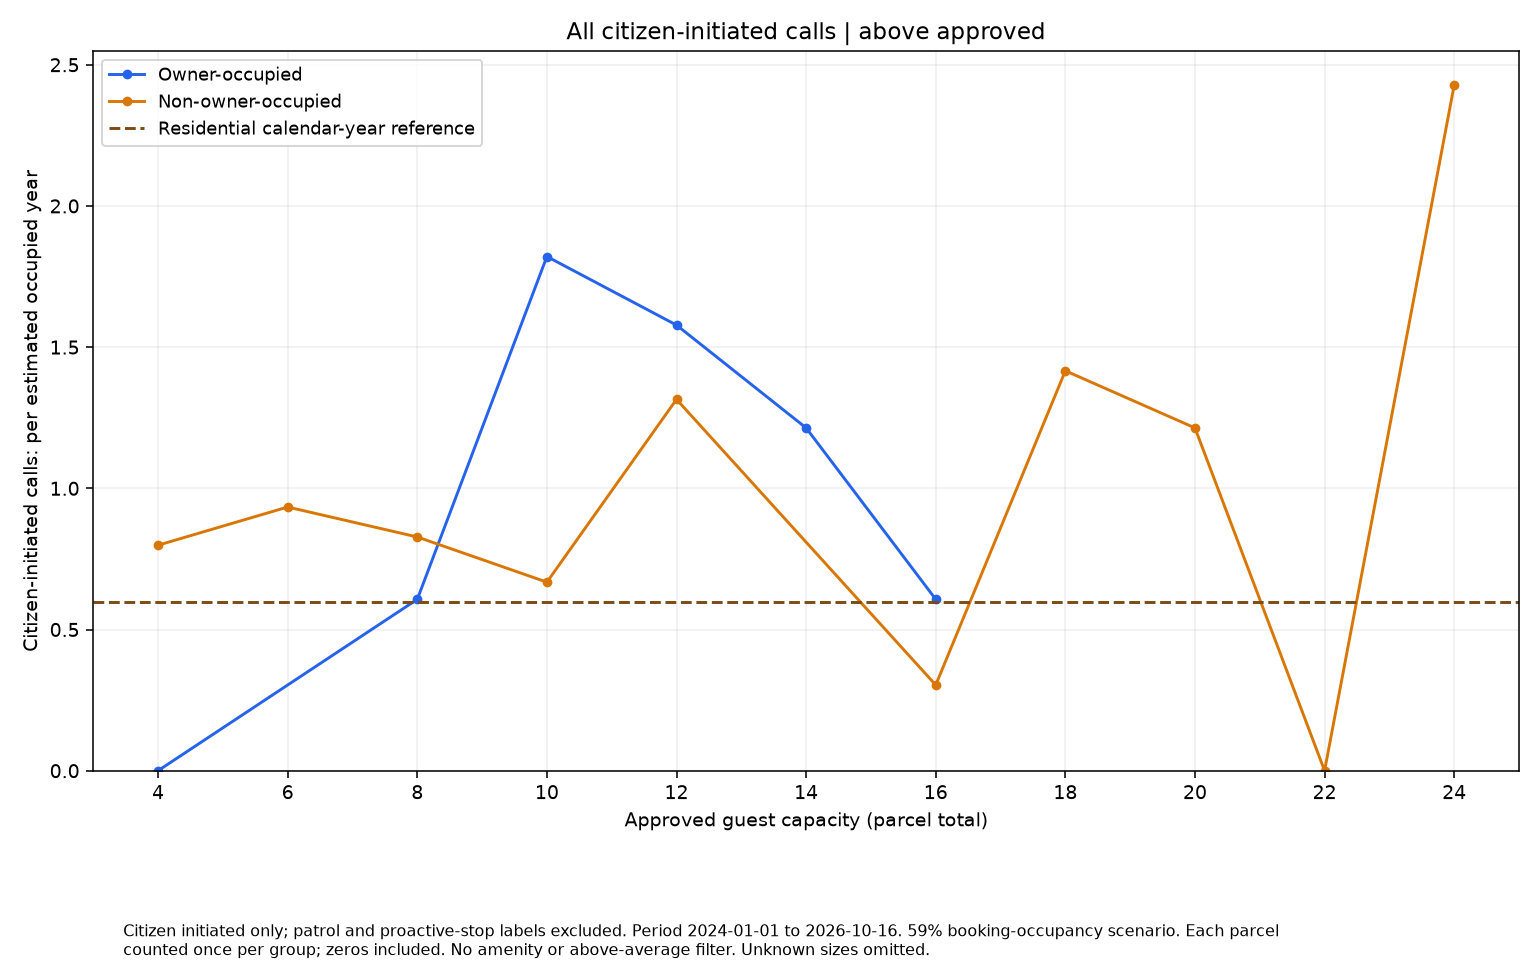 All citizen-initiated calls | above approved
Owner-occupied
Non-owner-occupied
Residential calendar-year reference
Citizen-initiated calls: per estimated occupied year
2.5
2.0
1.5
1.0
0.5
0.0
4 6 8 10 12 14 16 18 20 22 24
Approved guest capacity (parcel total)
Citizen initiated only; patrol and proactive-stop labels excluded. Period 2024-01-01 to 2026-10-16. 59% booking-occupancy scenario. Each parcel
counted once per group; zeros included. No amenity or above-average filter. Unknown sizes omitted.